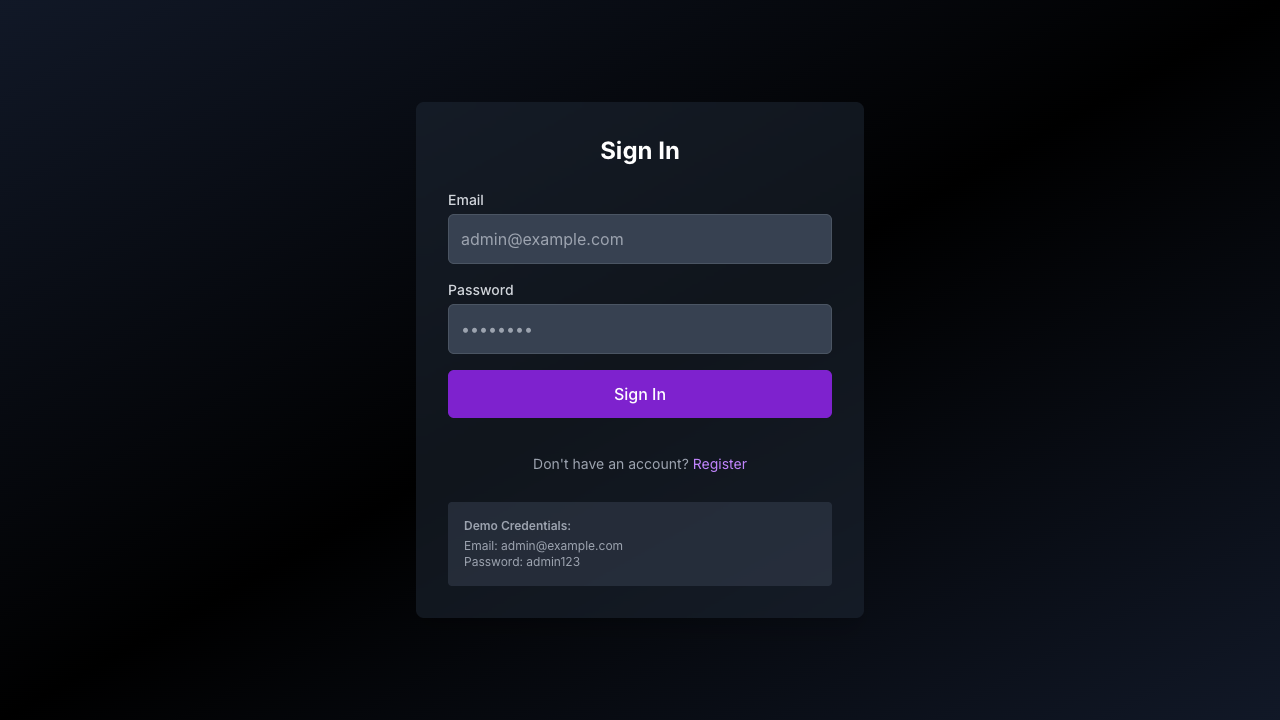 Sign In
Email
admin@example.com
Password
••••••••
Sign In
Don't have an account? Register
Demo Credentials:
Email: admin@example.com
Password: admin123